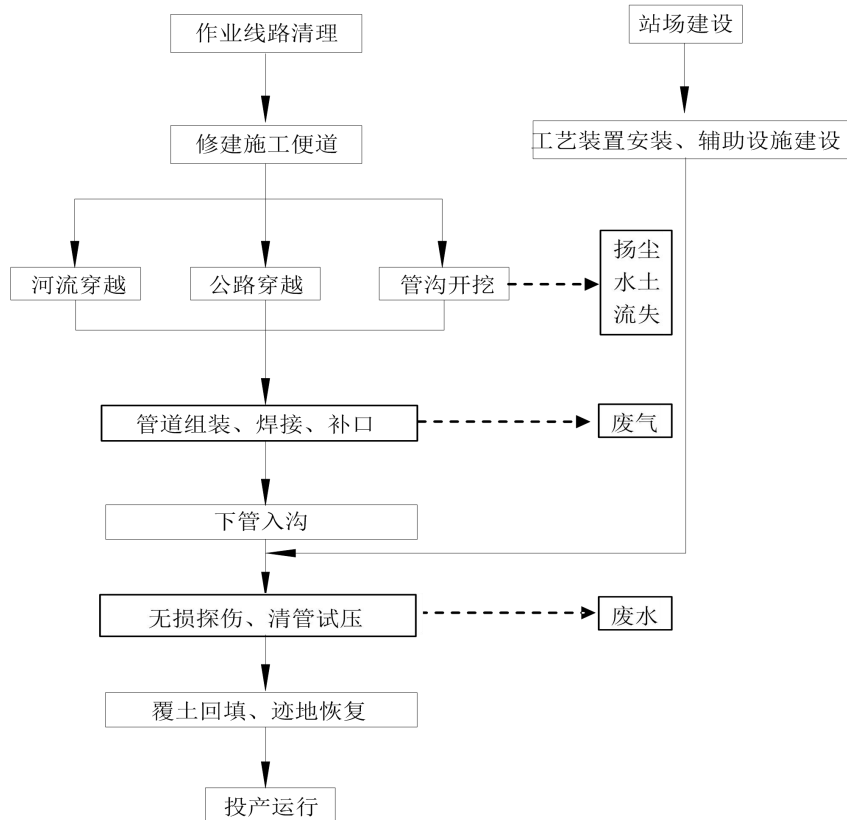 作业线路清理
站场建设
修建施工便道
工艺装置安装、辅助设施建设
河流穿越
公路穿越
管沟开挖
扬尘
水土
流失
管道组装、焊接、补口
废气
下管入沟
无损探伤、清管试压
废水
覆土回填、迹地恢复
投产运行